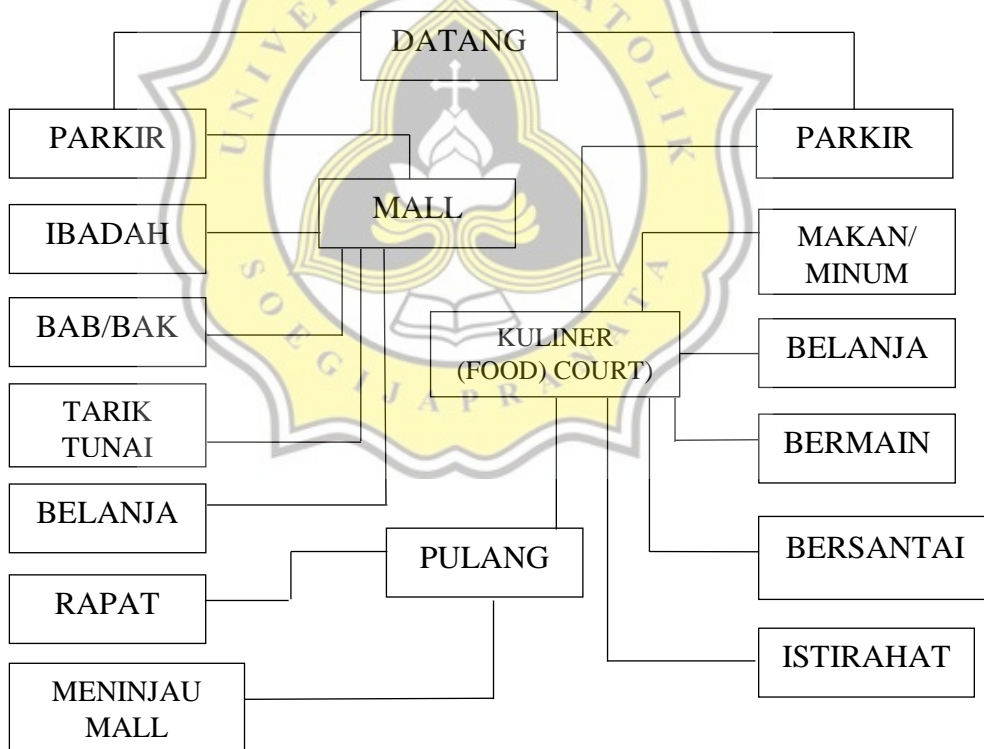 DATANG
PARKIR
PARKIR
MALL
IBADAH
MAKAN/
MINUM
BAB/BAK
KULINER
(FOOD) COURT)
BELANJA
TARIK
TUNAI
BERMAIN
BELANJA
PULANG
BERSANTAI
RAPAT
ISTIRAHAT
MENINJAU
MALL
SOEGIJAPRANATA